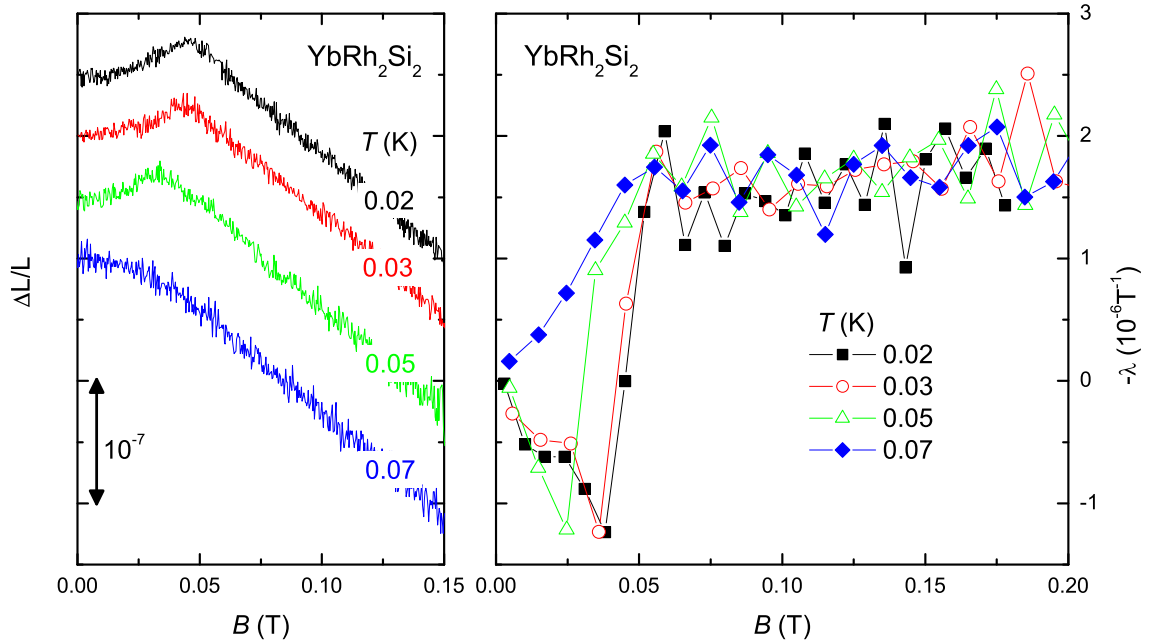 YbRh₂Si₂
T (K)
0.02
0.03
0.05
0.07
10⁻⁷
ΔL/L
0.00 0.05 0.10 0.15
B (T)
YbRh₂Si₂
T (K)
0.02
0.03
0.05
0.07
3
2
1
0
-1
-λ (10⁻⁶T⁻¹)
0.00 0.05 0.10 0.15 0.20
B (T)